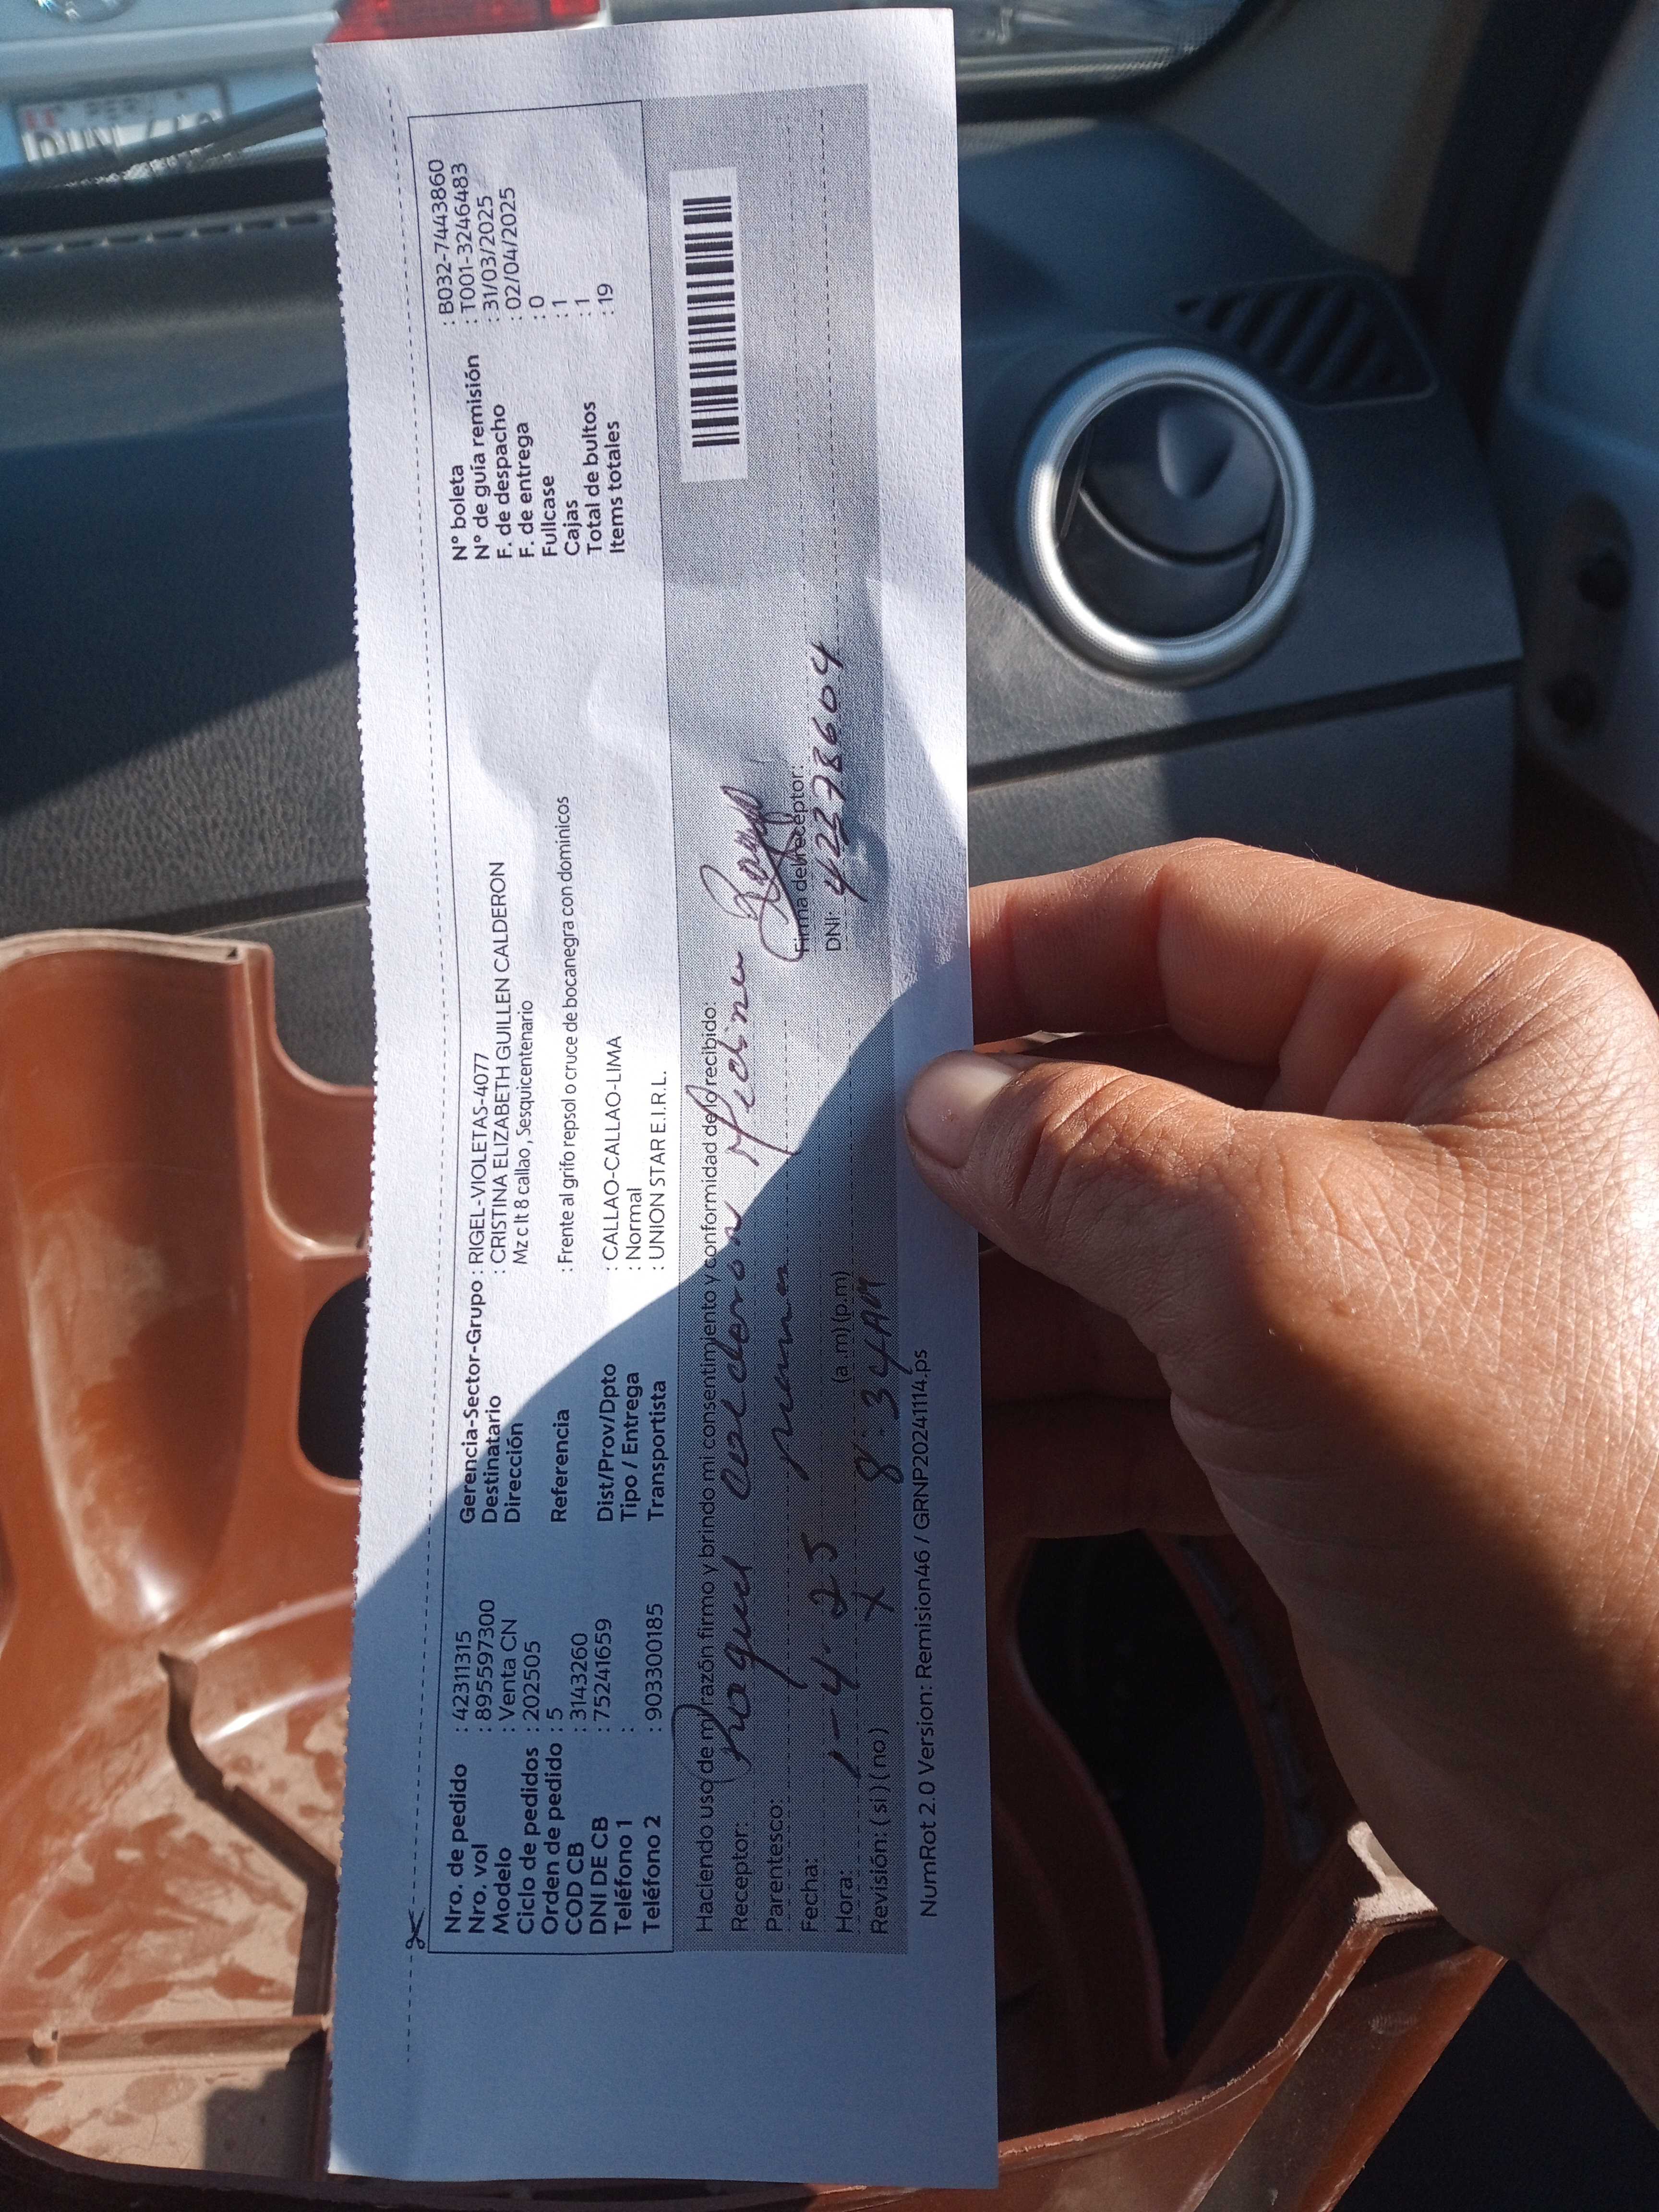 Nro. de pedido : 42311315
Nro. vol : 895597300
Modelo : Venta CN
Ciclo de pedidos : 202505
Orden de pedido : 5
COD CB : 3143260
DNI DE CB : 75241659
Teléfono 1 :
Teléfono 2 : 903300185
Gerencia-Sector-Grupo : RIGEL-VIOLETAS-4077
Destinatario : CRISTINA ELIZABETH GUILLEN CALDERON
Dirección Mz c lt 8 callao , Sesquicentenario
Referencia : Frente al grifo repsol o cruce de bocanegra con dominicos
Dist/Prov/Dpto : CALLAO-CALLAO-LIMA
Tipo / Entrega : Normal
Transportista : UNION STAR E.I.R.L.
N° boleta : B032-7443860
N° de guía remisión : T001-3246483
F. de despacho : 31/03/2025
F. de entrega : 02/04/2025
Fullcase : 0
Cajas : 1
Total de bultos : 1
Items totales : 19
Haciendo uso de mi razón firmo y brindo mi consentimiento y conformidad de lo recibido:
Receptor: Raquel calderon Medina
Parentesco: mama
Fecha: 1-4-25
Hora: (a.m)(p.m) 8:34AM
Revisión: ( si ) ( no ) X
Firma del receptor:
DNI: 42278604
NumRot 2.0 Version: Remision46 / GRNP20241114.ps